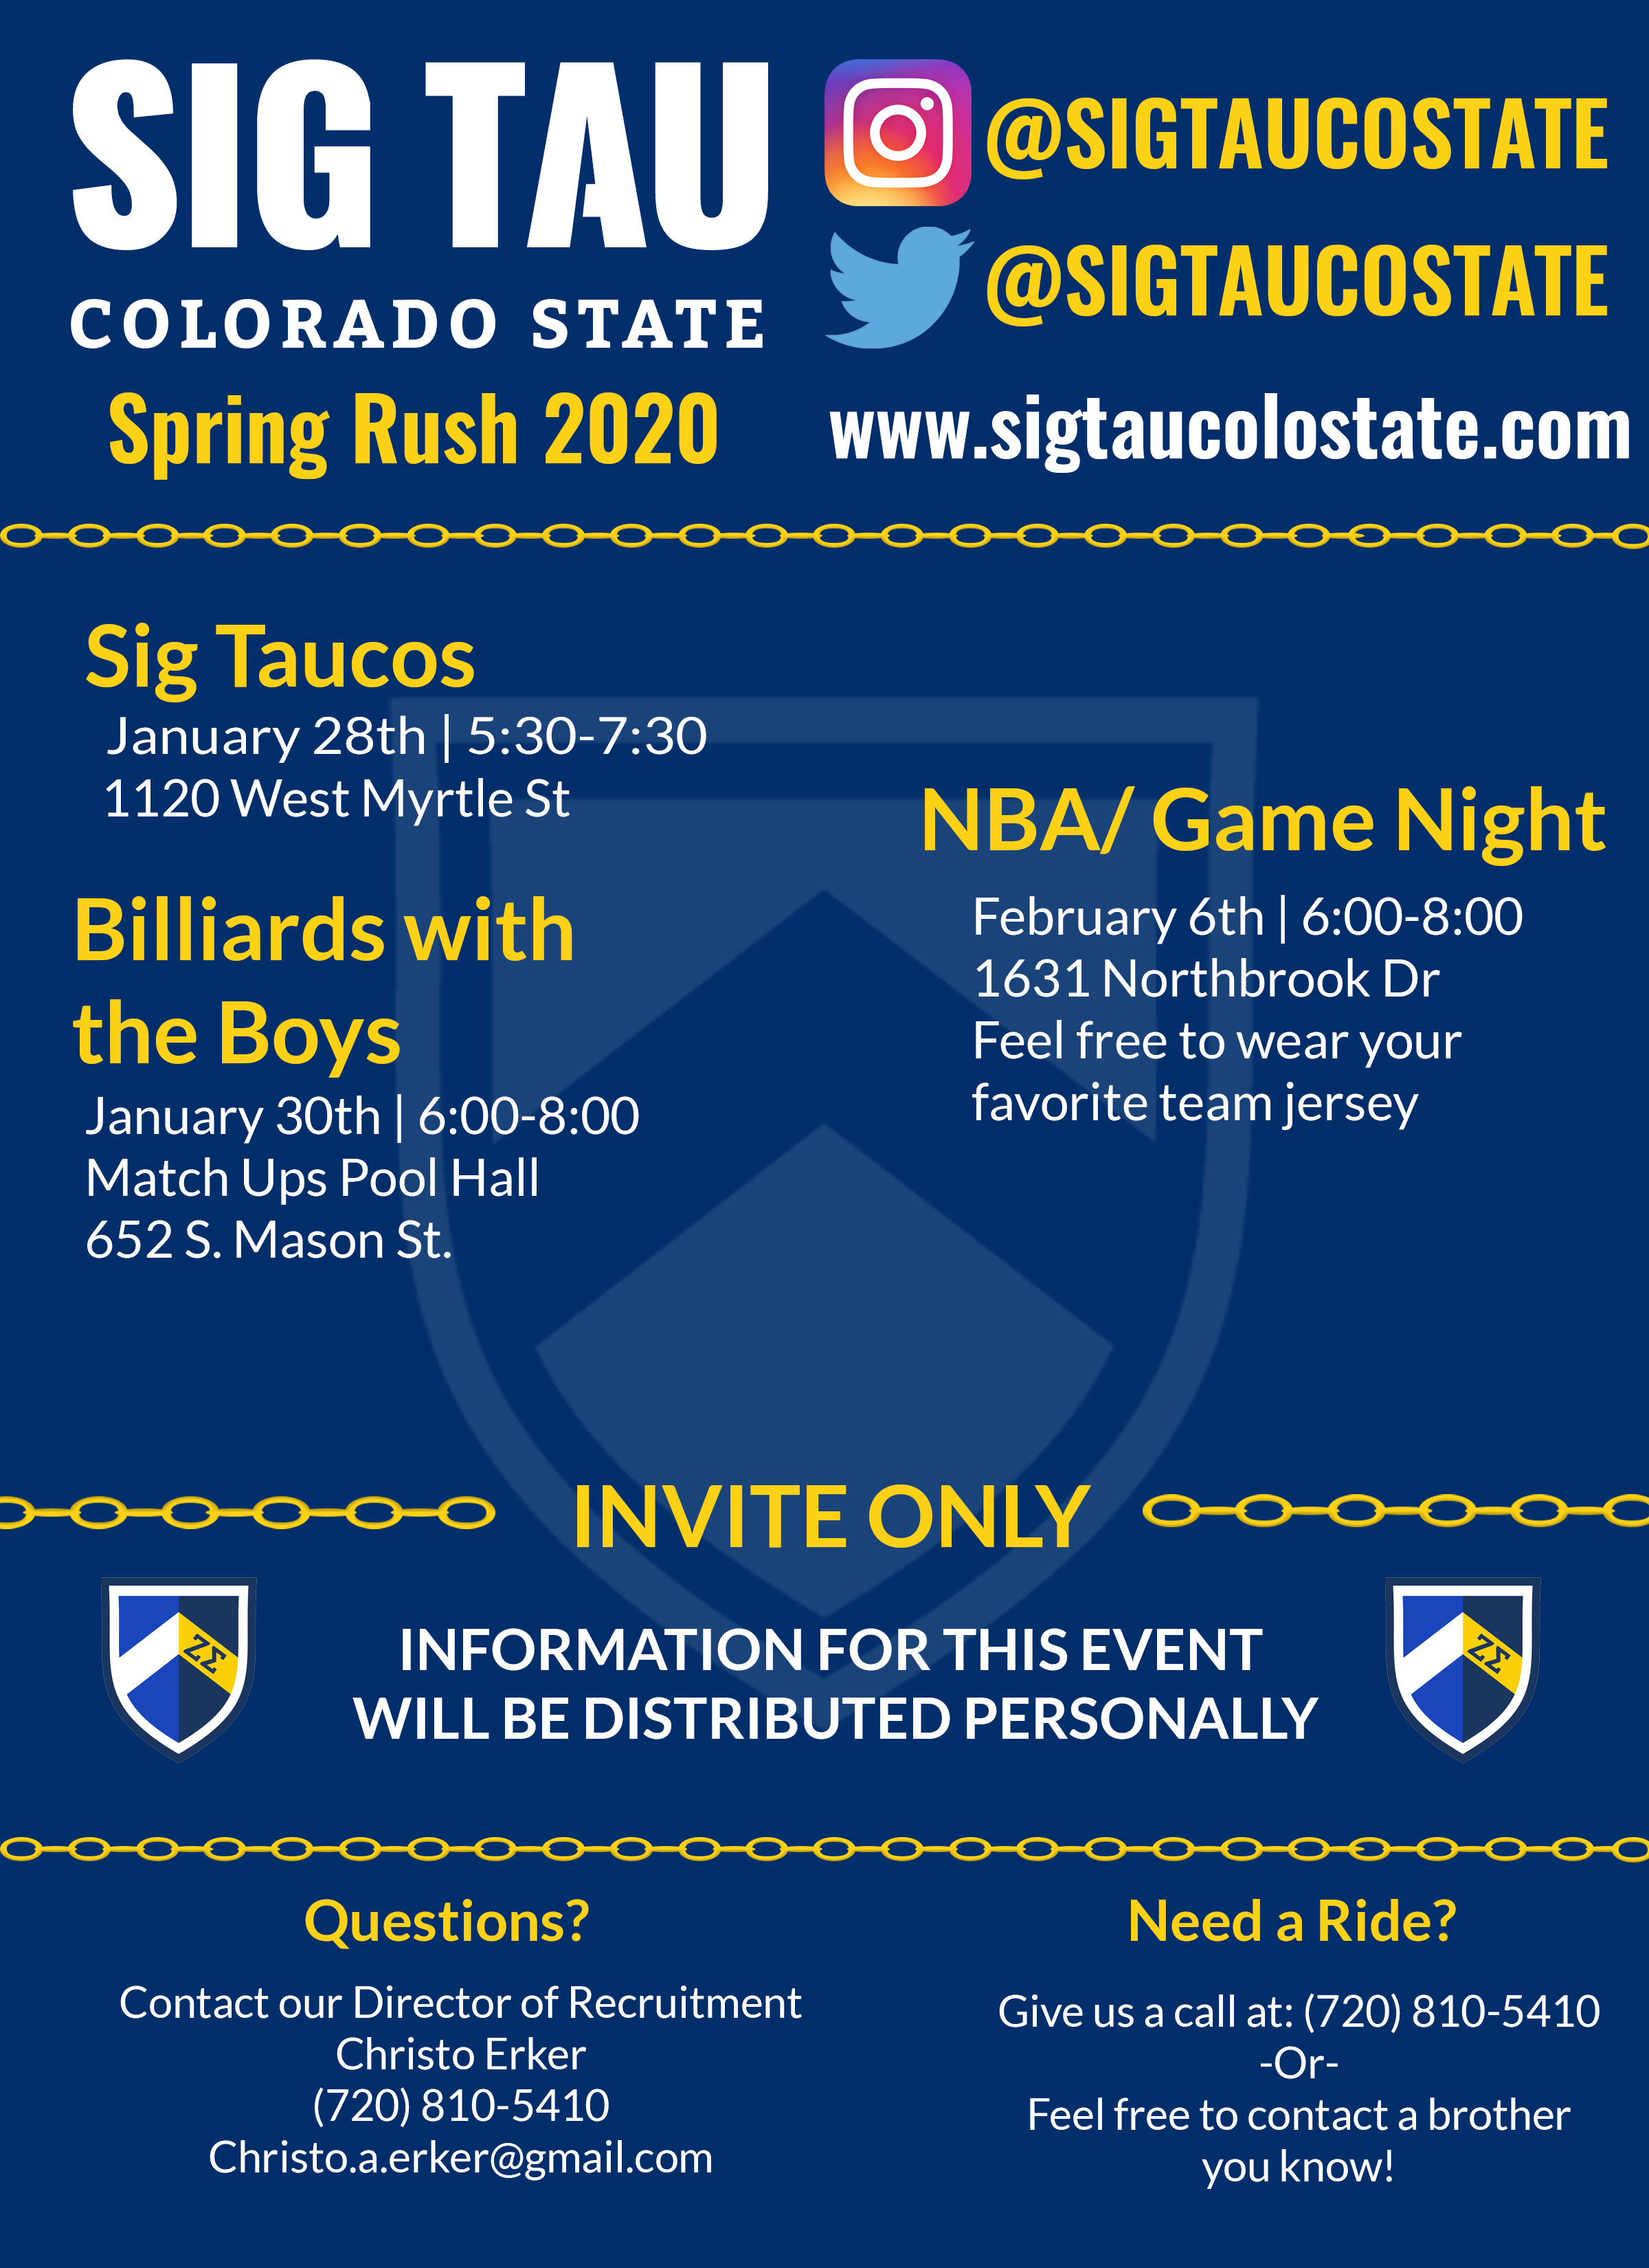 SIG TAU
COLORADO STATE
Spring Rush 2020
@SIGTAUCOSTATE
@SIGTAUCOSTATE
www.sigtaucolostate.com
Sig Taucos
January 28th | 5:30-7:30
1120 West Myrtle St
Billiards with
the Boys
January 30th | 6:00-8:00
Match Ups Pool Hall
652 S. Mason St.
NBA/ Game Night
February 6th | 6:00-8:00
1631 Northbrook Dr
Feel free to wear your
favorite team jersey
INVITE ONLY
ΖΣ
INFORMATION FOR THIS EVENT
WILL BE DISTRIBUTED PERSONALLY
ΖΣ
Questions?
Contact our Director of Recruitment
Christo Erker
(720) 810-5410
Christo.a.erker@gmail.com
Need a Ride?
Give us a call at: (720) 810-5410
-Or-
Feel free to contact a brother
you know!